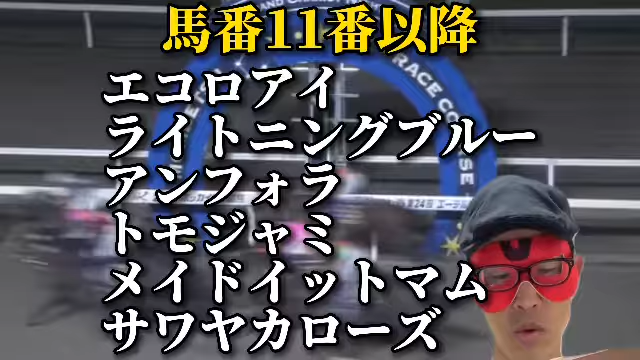 馬番11番以降
エコロアイ
ライトニングブルー
アンフォラ
トモジャミ
メイドイットマム
サワヤカローズ
RACE COURSE